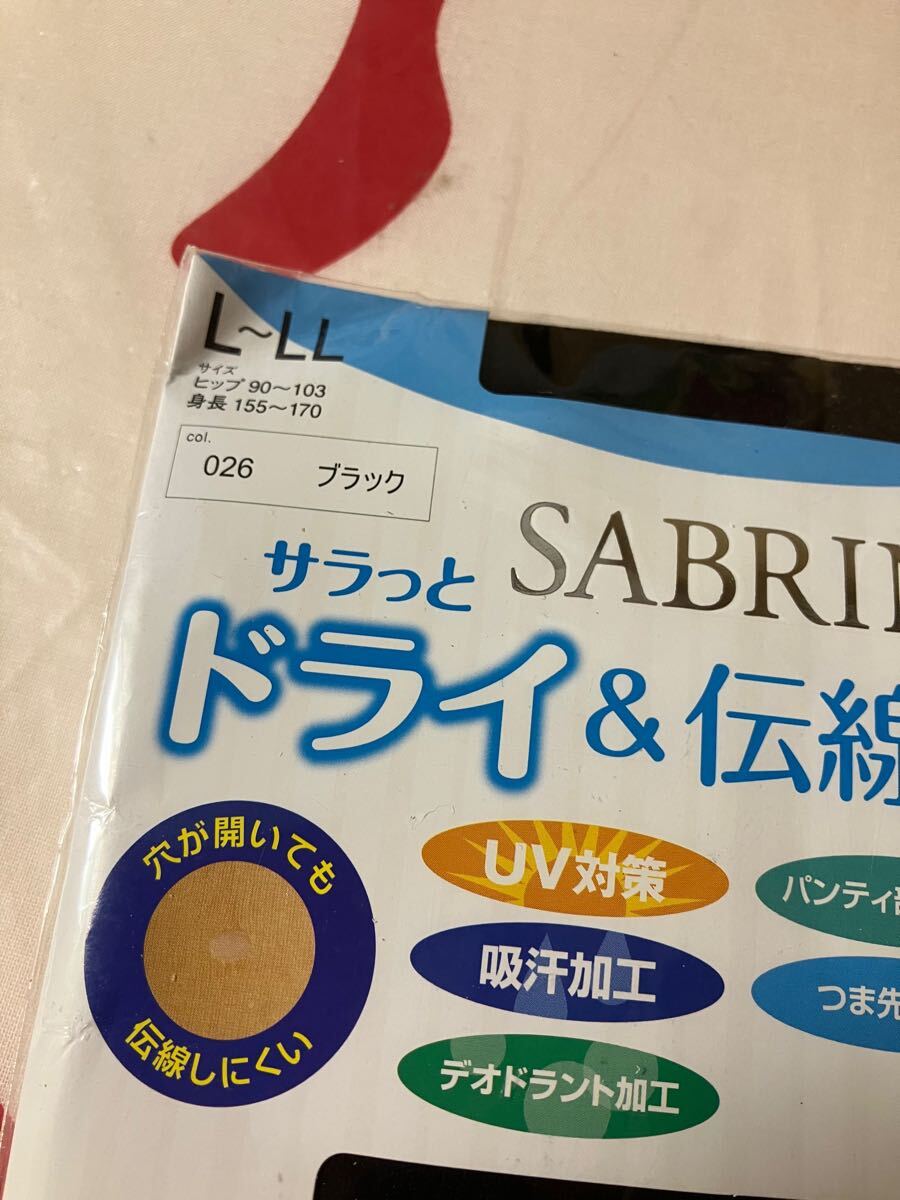 L~LL
サイズ
ヒップ 90~103
身長 155~170
col.
026 ブラック
サラっと SABRI
ドライ&伝線
穴が開いても
伝線しにくい
UV対策
吸汗加工
デオドラント加工
パンティ部
つま先